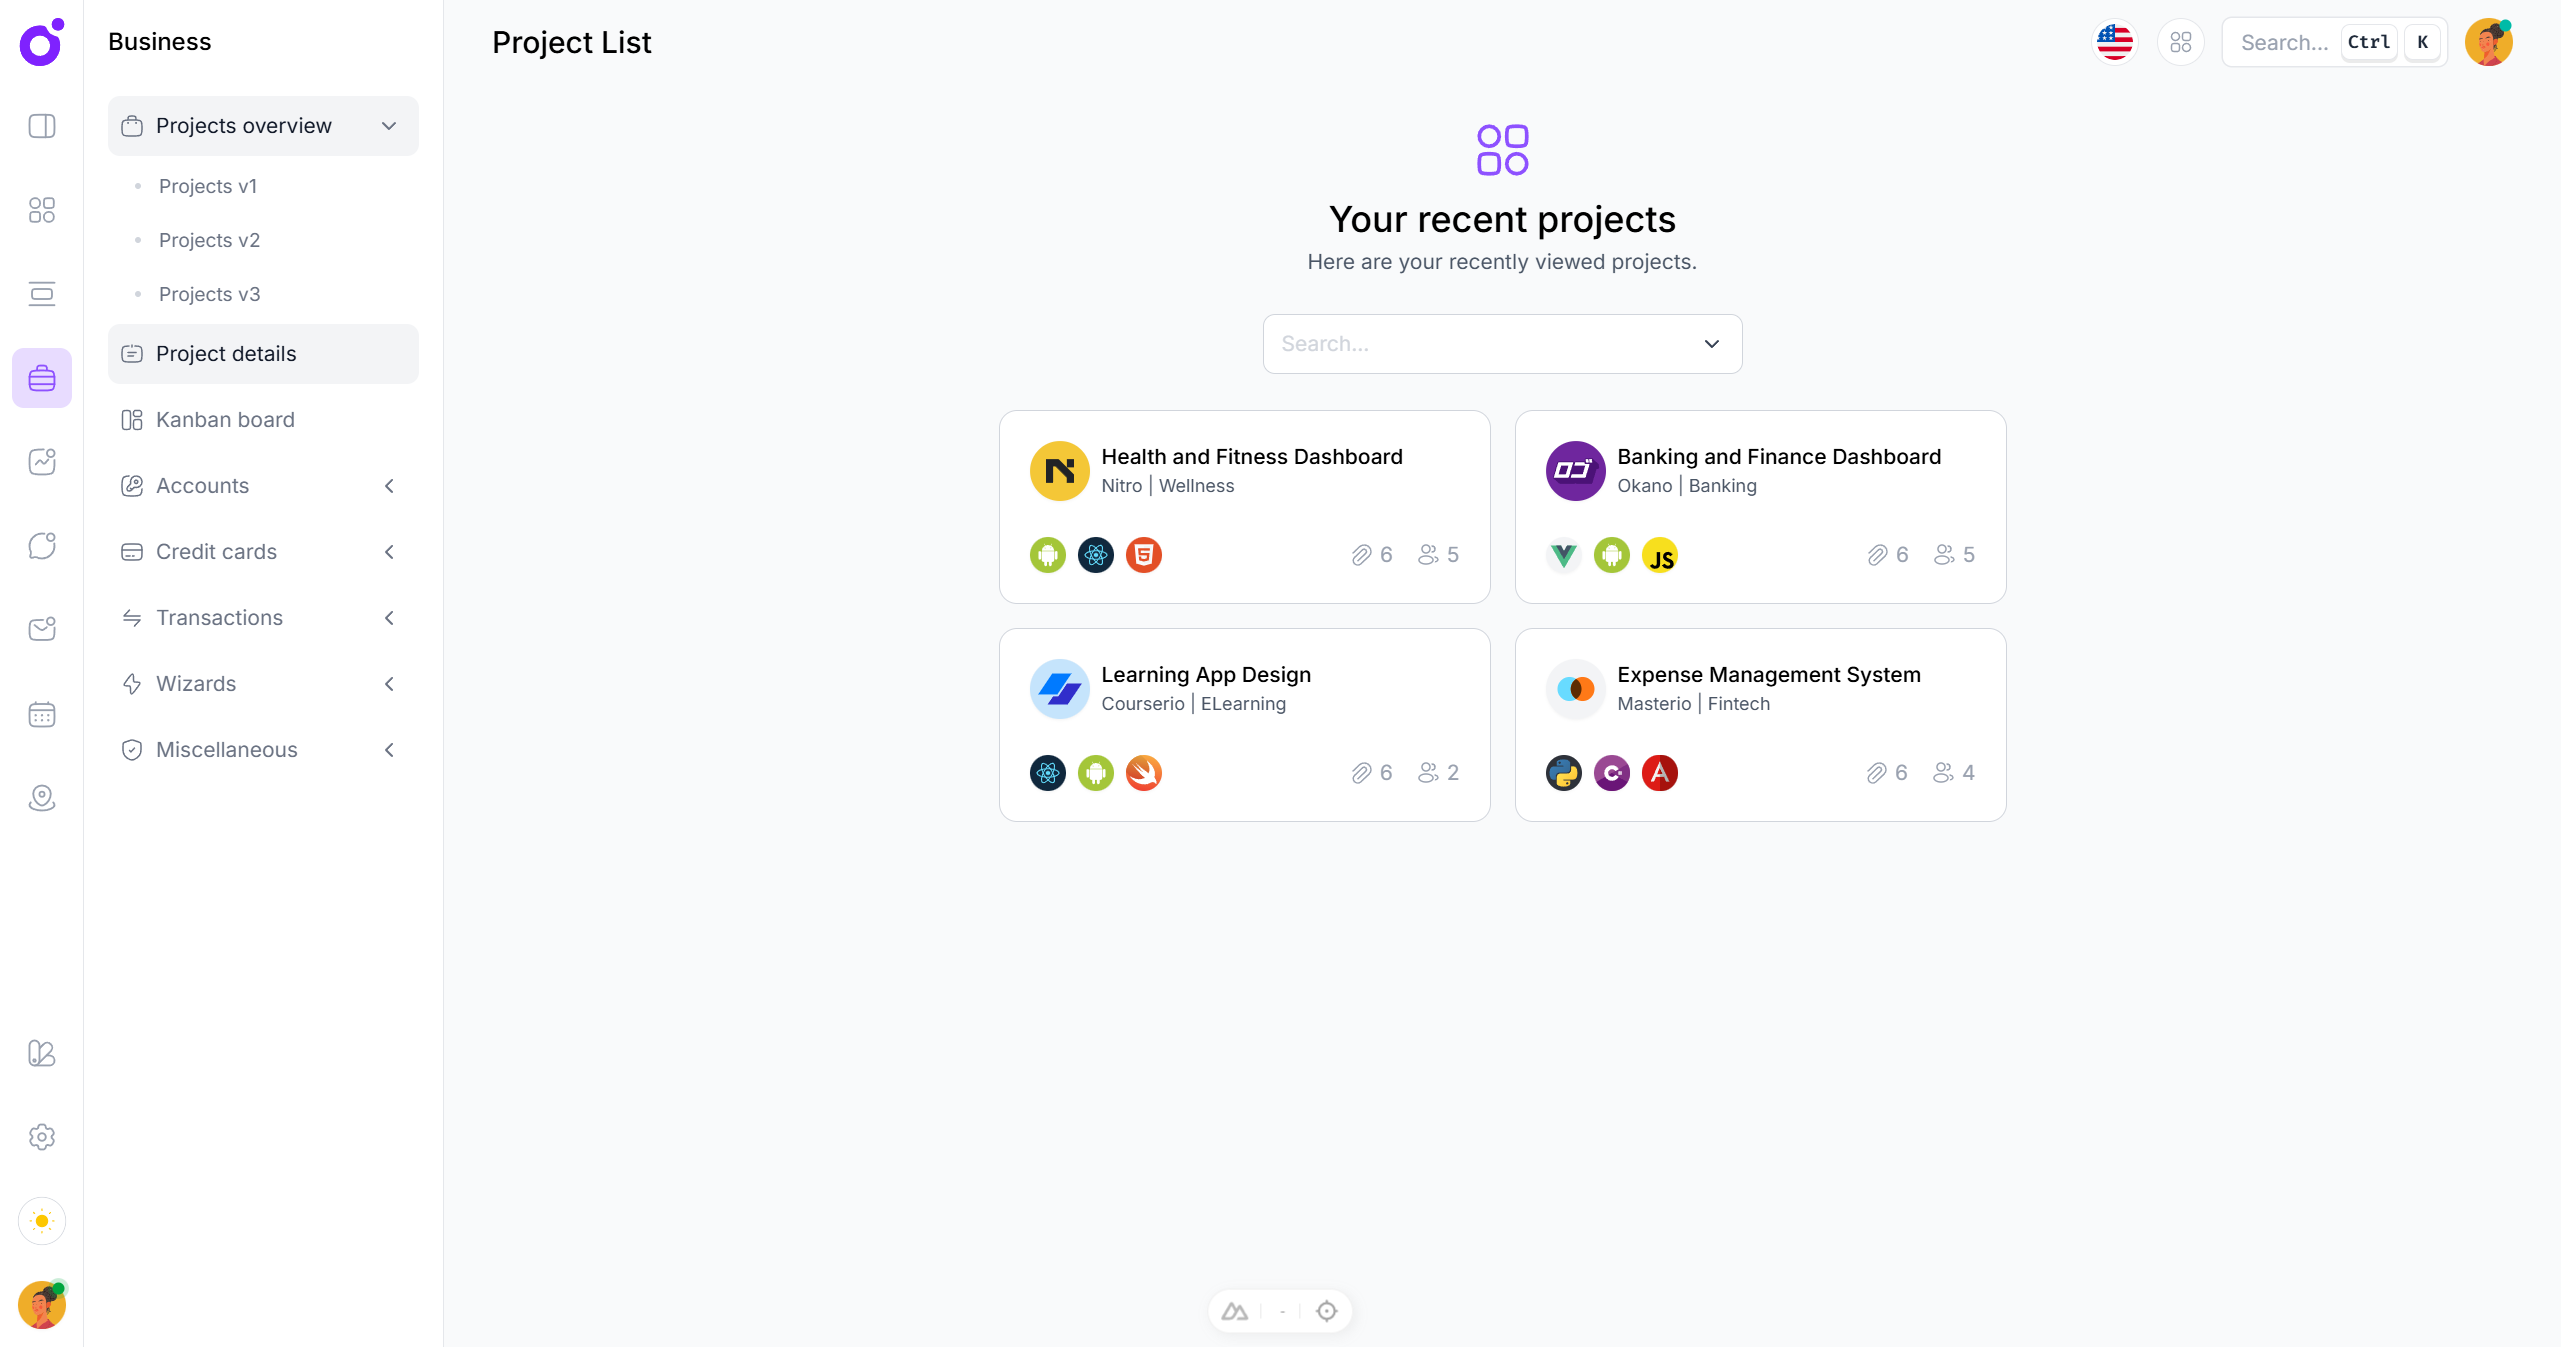 Business
Projects overview
Projects v1
Projects v2
Projects v3
Project details
Kanban board
Accounts
Credit cards
Transactions
Wizards
Miscellaneous
Project List
Search... Ctrl K
Your recent projects
Here are your recently viewed projects.
Search...
Health and Fitness Dashboard
Nitro | Wellness
6 5
Banking and Finance Dashboard
Okano | Banking
JS
6 5
Learning App Design
Courserio | ELearning
6 2
Expense Management System
Masterio | Fintech
6 4
-